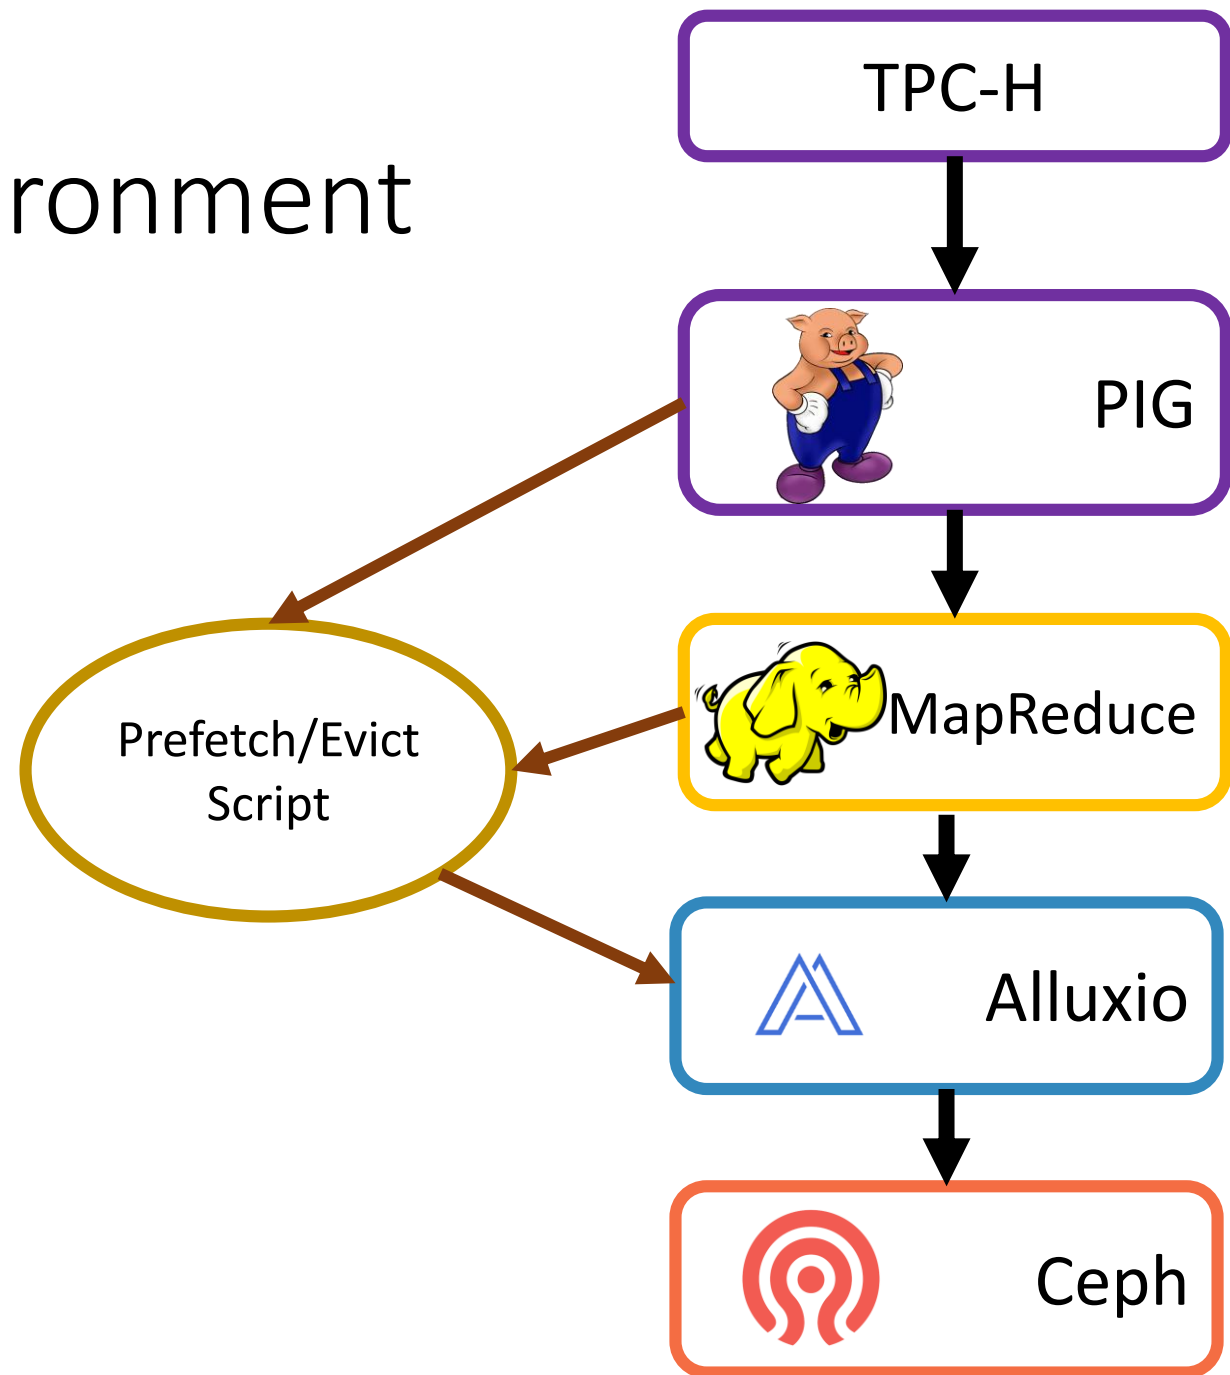 TPC-H
ronment
PIG
MapReduce
Prefetch/Evict
Script
Alluxio
Ceph